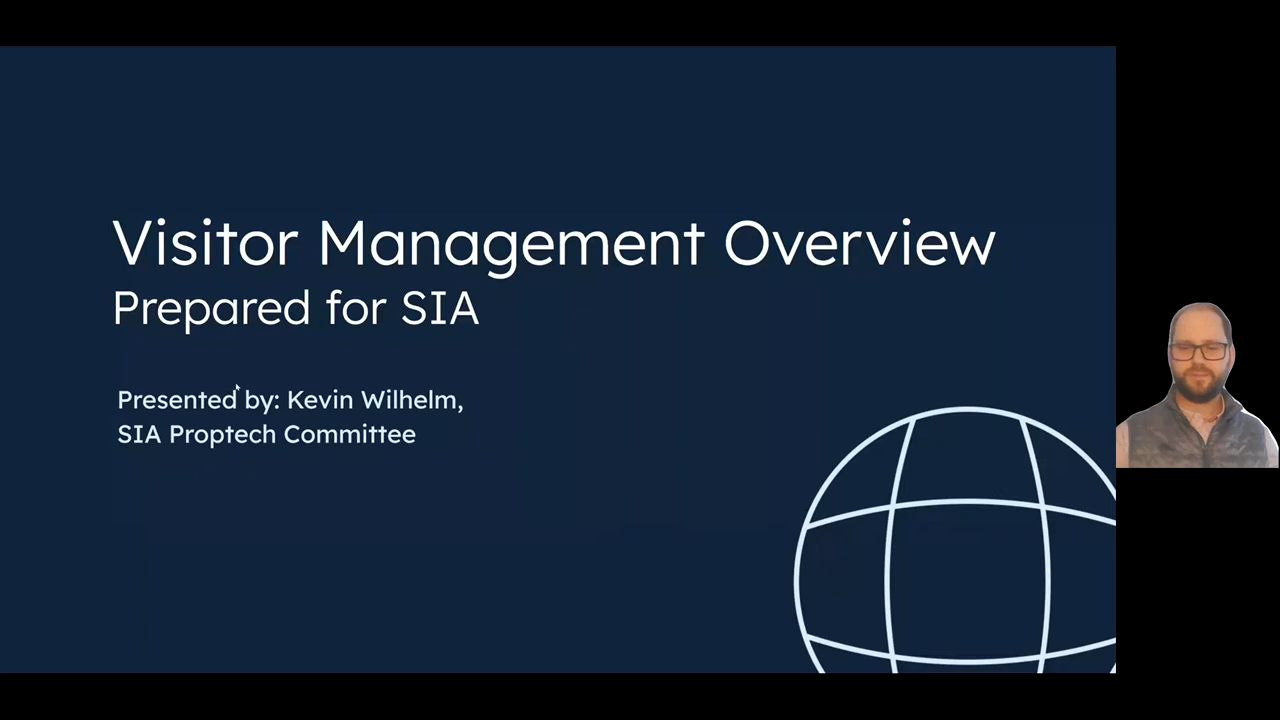 Visitor Management Overview
Prepared for SIA
Presented by: Kevin Wilhelm,
SIA Proptech Committee